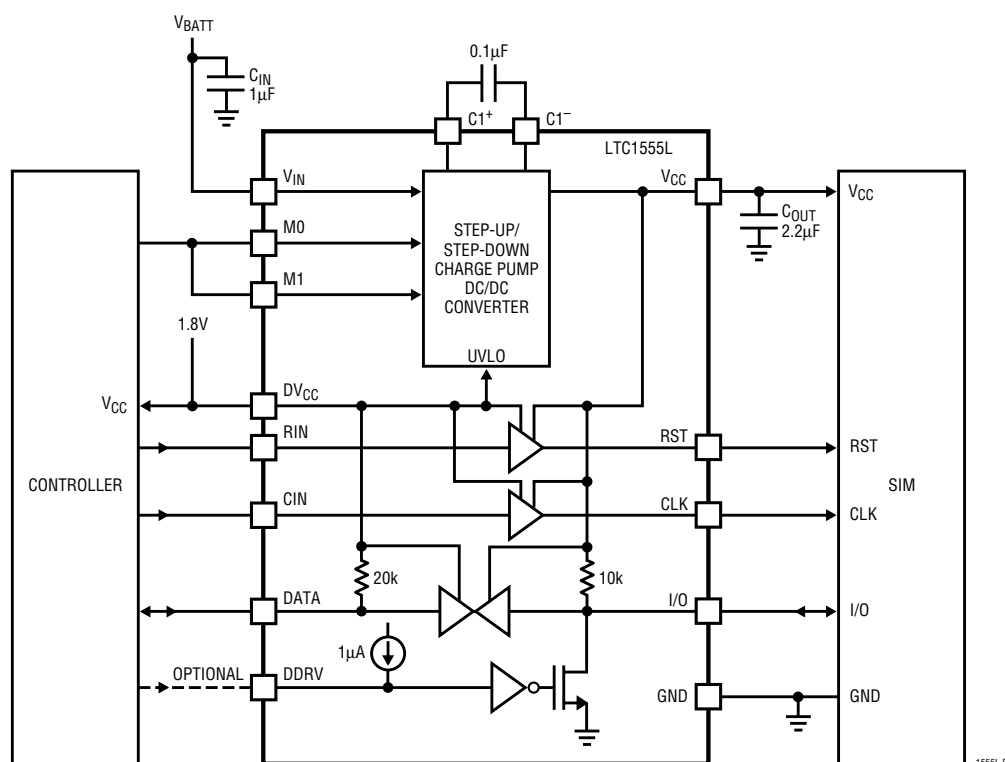 VBATT
CIN
1µF
0.1µF
C1+
C1–
LTC1555L
VIN
VCC
VCC
M0
COUT
2.2µF
STEP-UP/
STEP-DOWN
CHARGE PUMP
DC/DC
CONVERTER
M1
1.8V
UVLO
VCC
DVCC
RIN
RST
RST
CONTROLLER
SIM
CIN
CLK
CLK
20k
10k
DATA
I/O
I/O
1µA
OPTIONAL
DDRV
GND
GND